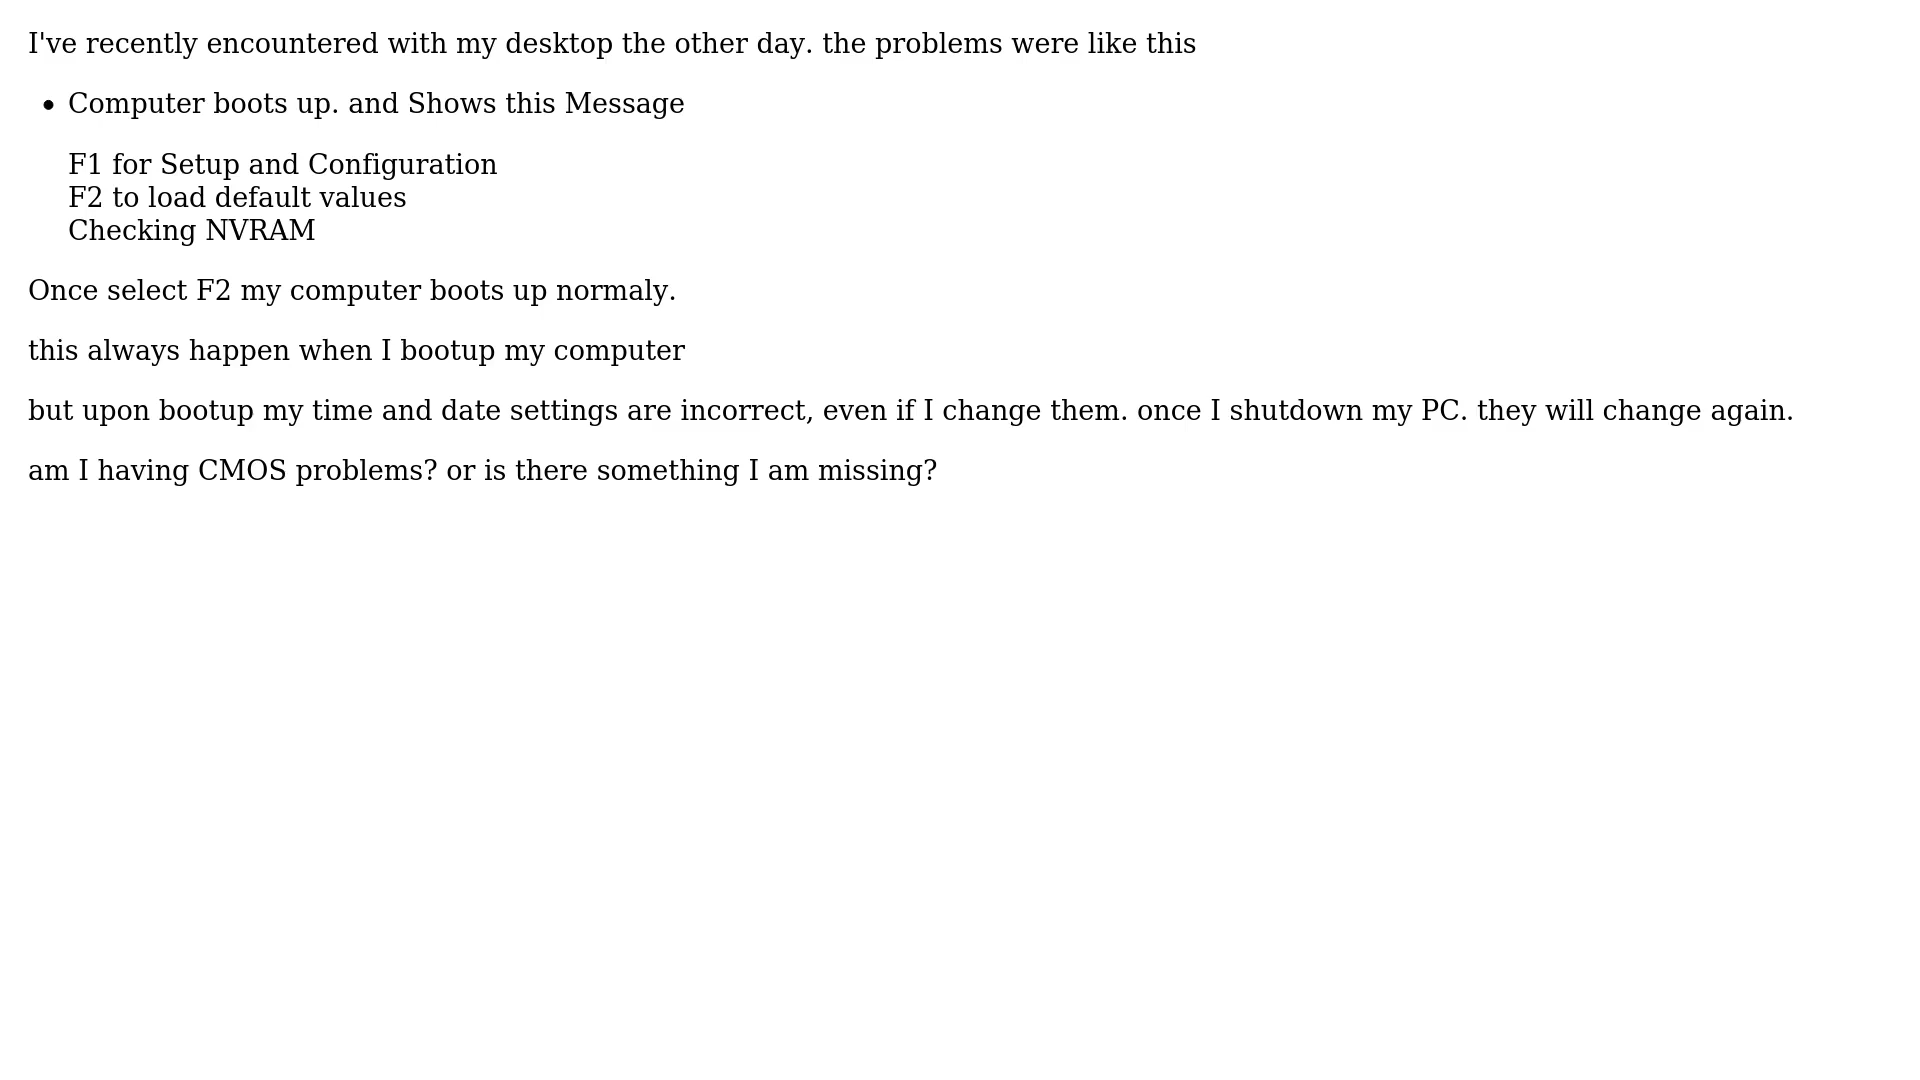 I've recently encountered with my desktop the other day. the problems were like this
• Computer boots up. and Shows this Message
F1 for Setup and Configuration
F2 to load default values
Checking NVRAM
Once select F2 my computer boots up normaly.
this always happen when I bootup my computer
but upon bootup my time and date settings are incorrect, even if I change them. once I shutdown my PC. they will change again.
am I having CMOS problems? or is there something I am missing?